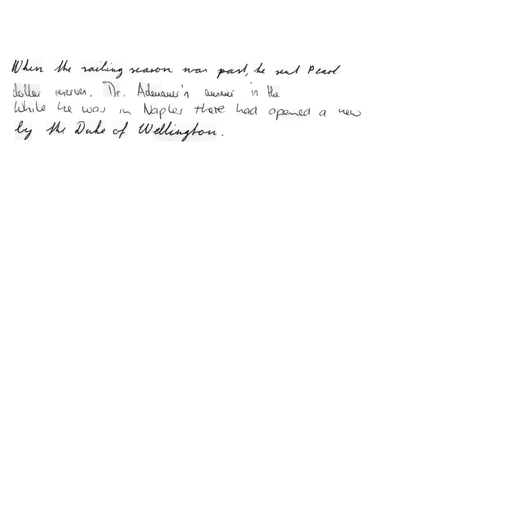 When the sailing season was past, he sent Pearl
dollar reserves. Dr. Adenauer's answer in the
While he was in Naples there had opened a new
by the Duke of Wellington.